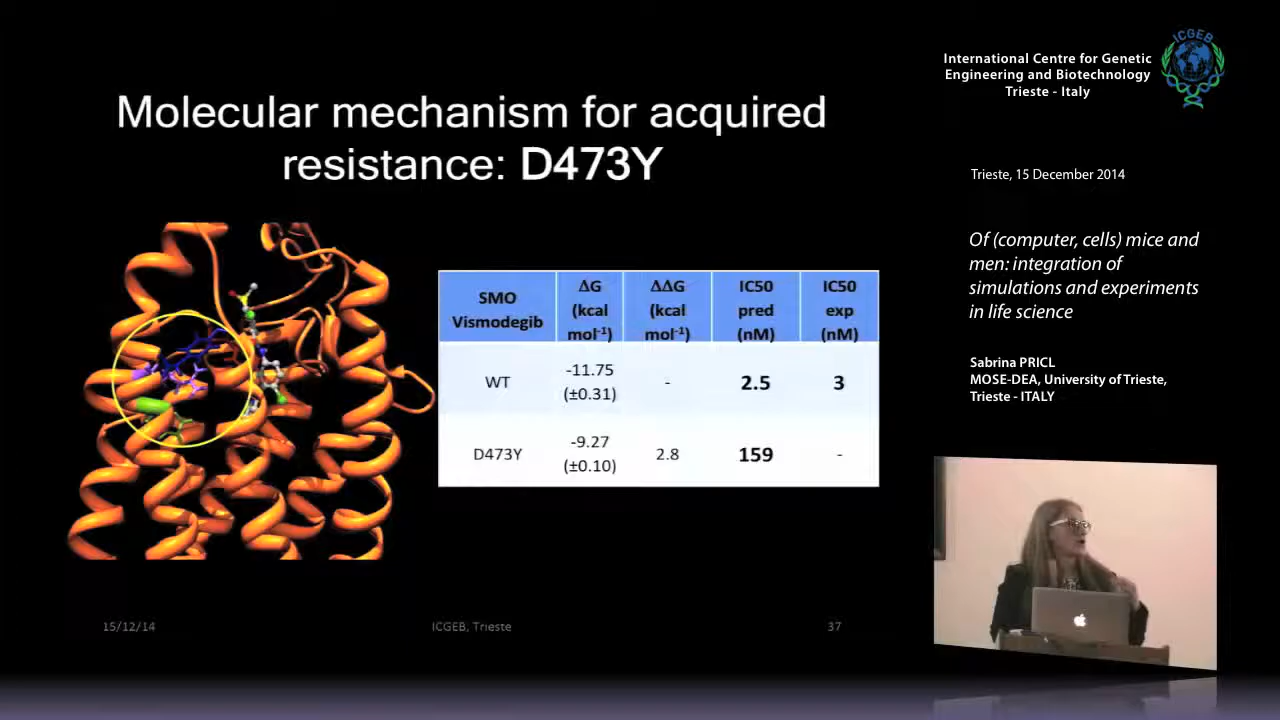 Molecular mechanism for acquired
resistance: D473Y
SMO
Vismodegib
ΔG
(kcal
mol⁻¹)
ΔΔG
(kcal
mol⁻¹)
IC50
pred
(nM)
IC50
exp
(nM)
WT
-11.75
(±0.31)
-
2.5
3
D473Y
-9.27
(±0.10)
2.8
159
-
15/12/14
ICGEB, Trieste
37
International Centre for Genetic
Engineering and Biotechnology
Trieste - Italy
ICGEB
Trieste, 15 December 2014
Of (computer, cells) mice and
men: integration of
simulations and experiments
in life science
Sabrina PRICL
MOSE-DEA, University of Trieste,
Trieste - ITALY